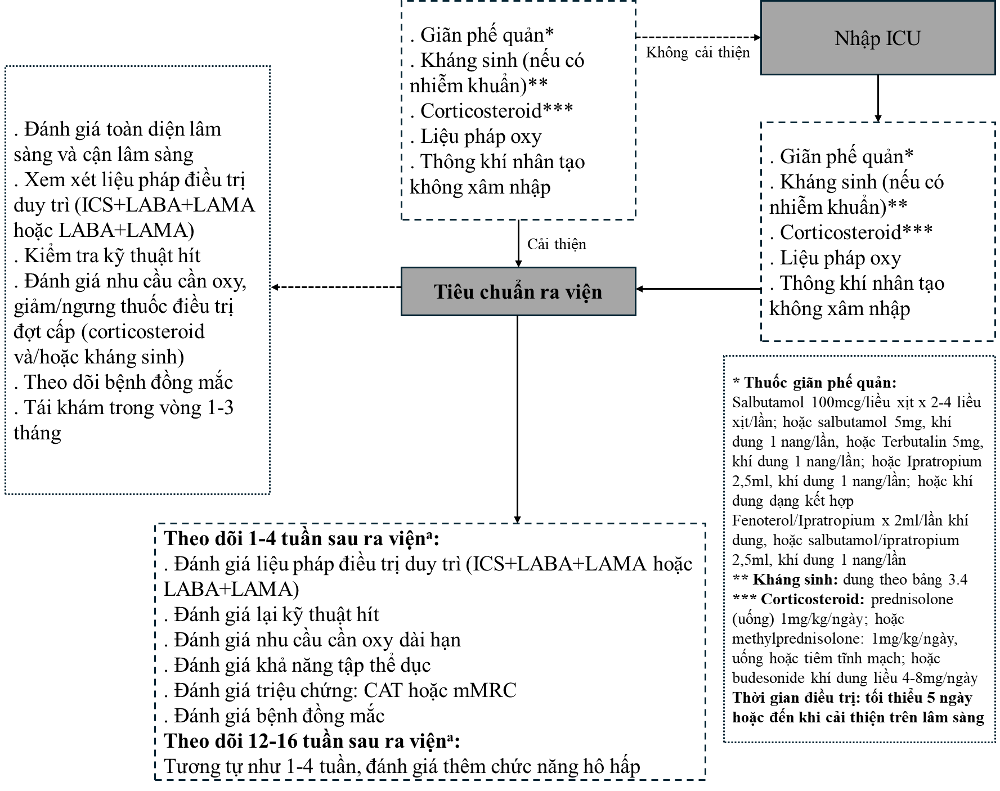 . Giãn phế quản*
. Kháng sinh (nếu có
nhiễm khuẩn)**
. Corticosteroid***
. Liệu pháp oxy
. Thông khí nhân tạo
không xâm nhập
Không cải thiện
Nhập ICU
. Giãn phế quản*
. Kháng sinh (nếu có
nhiễm khuẩn)**
. Corticosteroid***
. Liệu pháp oxy
. Thông khí nhân tạo
không xâm nhập
Cải thiện
Tiêu chuẩn ra viện
. Đánh giá toàn diện lâm
sàng và cận lâm sàng
. Xem xét liệu pháp điều trị
duy trì (ICS+LABA+LAMA
hoặc LABA+LAMA)
. Kiểm tra kỹ thuật hít
. Đánh giá nhu cầu cần oxy,
giảm/ngưng thuốc điều trị
đợt cấp (corticosteroid
và/hoặc kháng sinh)
. Theo dõi bệnh đồng mắc
. Tái khám trong vòng 1-3
tháng
* Thuốc giãn phế quản:
Salbutamol 100mcg/liều xịt x 2-4 liều
xịt/lần; hoặc salbutamol 5mg, khí
dung 1 nang/lần, hoặc Terbutalin 5mg,
khí dung 1 nang/lần; hoặc Ipratropium
2,5ml, khí dung 1 nang/lần; hoặc khí
dung dạng kết hợp
Fenoterol/Ipratropium x 2ml/lần khí
dung, hoặc salbutamol/ipratropium
2,5ml, khí dung 1 nang/lần
** Kháng sinh: dung theo bảng 3.4
*** Corticosteroid: prednisolone
(uống) 1mg/kg/ngày; hoặc
methylprednisolone: 1mg/kg/ngày,
uống hoặc tiêm tĩnh mạch; hoặc
budesonide khí dung liều 4-8mg/ngày
Thời gian điều trị: tối thiểu 5 ngày
hoặc đến khi cải thiện trên lâm sàng
Theo dõi 1-4 tuần sau ra việnᵃ:
. Đánh giá liệu pháp điều trị duy trì (ICS+LABA+LAMA hoặc
LABA+LAMA)
. Đánh giá lại kỹ thuật hít
. Đánh giá nhu cầu cần oxy dài hạn
. Đánh giá khả năng tập thể dục
. Đánh giá triệu chứng: CAT hoặc mMRC
. Đánh giá bệnh đồng mắc
Theo dõi 12-16 tuần sau ra việnᵃ:
Tương tự như 1-4 tuần, đánh giá thêm chức năng hô hấp